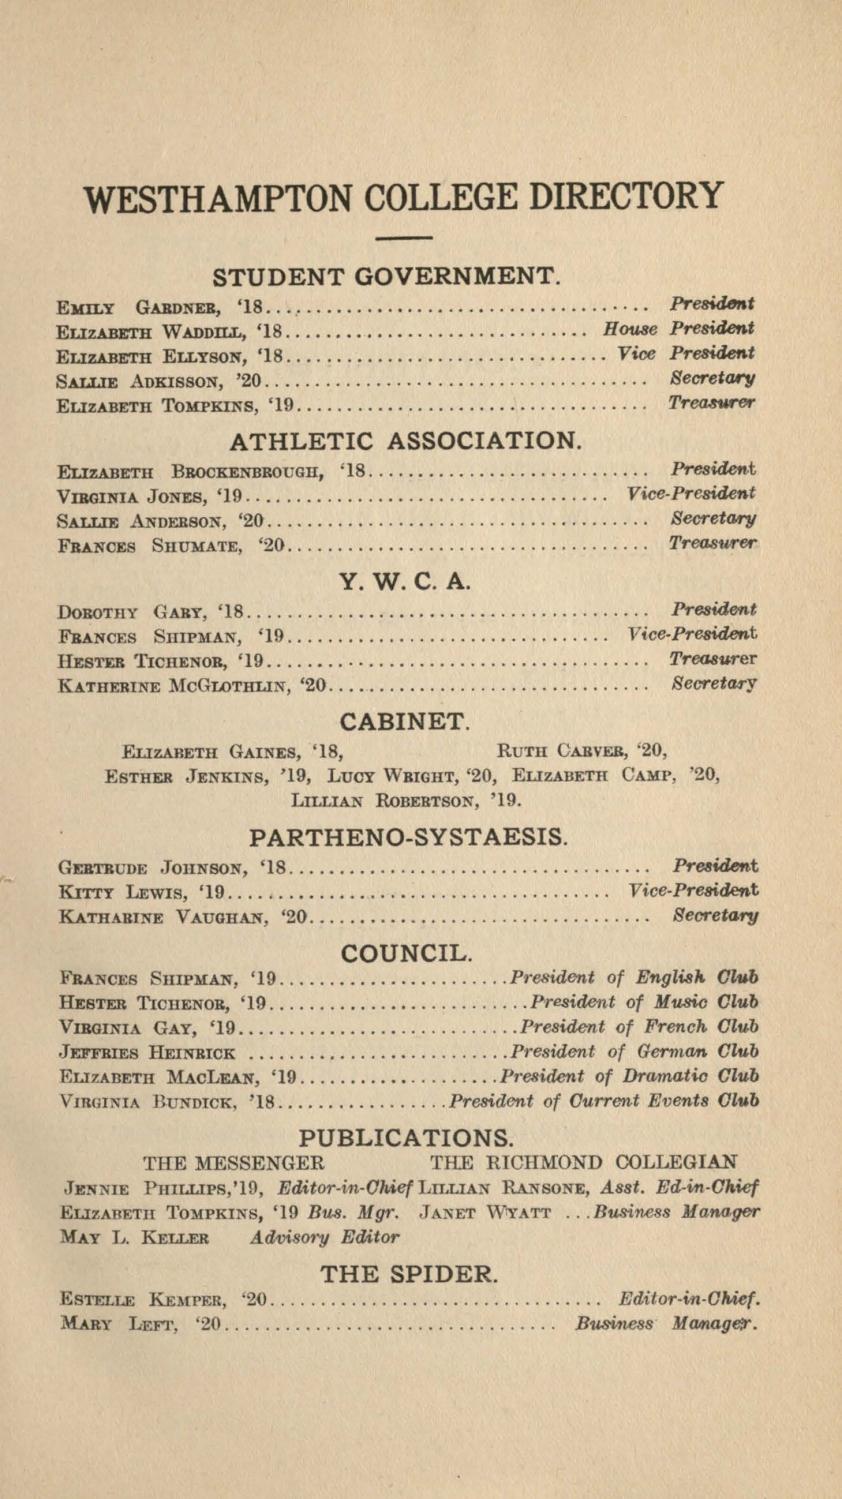 WESTHAMPTON COLLEGE DIRECTORY
STUDENT GOVERNMENT.
EMILY GARDNER, '18...................................... President
ELIZABETH WADDILL, '18.............................. House President
ELIZABETH ELLYSON, '18................................ Vice President
SALLIE ADKISSON, '20...................................... Secretary
ELIZABETH TOMPKINS, '19................................... Treasurer
ATHLETIC ASSOCIATION.
ELIZABETH BROCKENBROUGH, '18............................ President
VIRGINIA JONES, '19.................................... Vice-President
SALLIE ANDERSON, '20...................................... Secretary
FRANCES SHUMATE, '20.................................... Treasurer
Y. W. C. A.
DOROTHY GARY, '18........................................ President
FRANCES SHIPMAN, '19................................ Vice-President
HESTER TICHENOR, '19...................................... Treasurer
KATHERINE McGLOTHLIN, '20................................ Secretary
CABINET.
ELIZABETH GAINES, '18, RUTH CARVER, '20,
ESTHER JENKINS, '19, LUCY WRIGHT, '20, ELIZABETH CAMP, '20,
LILLIAN ROBERTSON, '19.
PARTHENO-SYSTAESIS.
GERTRUDE JOHNSON, '18.................................... President
KITTY LEWIS, '19...................................... Vice-President
KATHARINE VAUGHAN, '20.................................. Secretary
COUNCIL.
FRANCES SHIPMAN, '19.......................President of English Club
HESTER TICHENOR, '19..........................President of Music Club
VIRGINIA GAY, '19............................President of French Club
JEFFRIES HEINRICK ..........................President of German Club
ELIZABETH MACLEAN, '19....................President of Dramatic Club
VIRGINIA BUNDICK, '18.................President of Current Events Club
PUBLICATIONS.
THE MESSENGER THE RICHMOND COLLEGIAN
JENNIE PHILLIPS,'19, Editor-in-Chief LILLIAN RANSONE, Asst. Ed-in-Chief
ELIZABETH TOMPKINS, '19 Bus. Mgr. JANET WYATT ...Business Manager
MAY L. KELLER Advisory Editor
THE SPIDER.
ESTELLE KEMPER, '20................................. Editor-in-Chief.
MARY LEFT, '20................................. Business Manager.